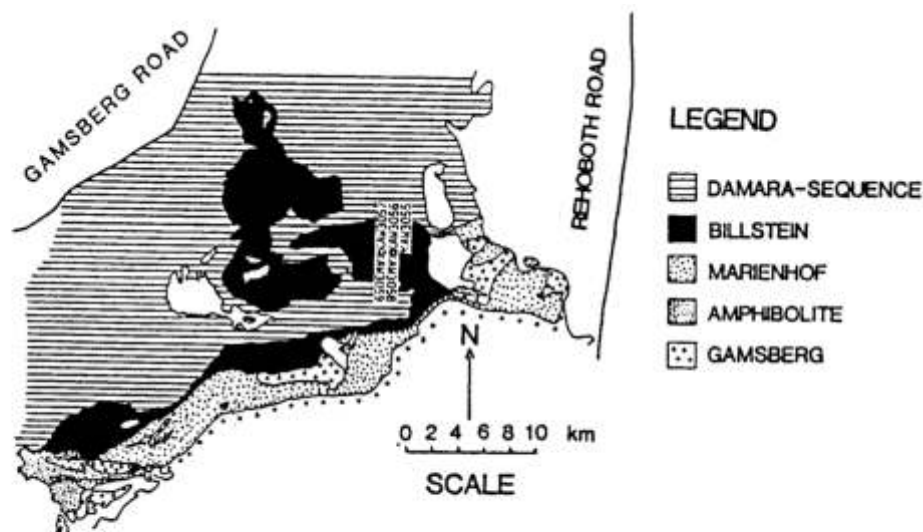 GAMSBERG ROAD
REHOBOTH ROAD
LEGEND
DAMARA-SEQUENCE
BILLSTEIN
MARIENHOF
AMPHIBOLITE
GAMSBERG
N
0 2 4 6 8 10 km
SCALE